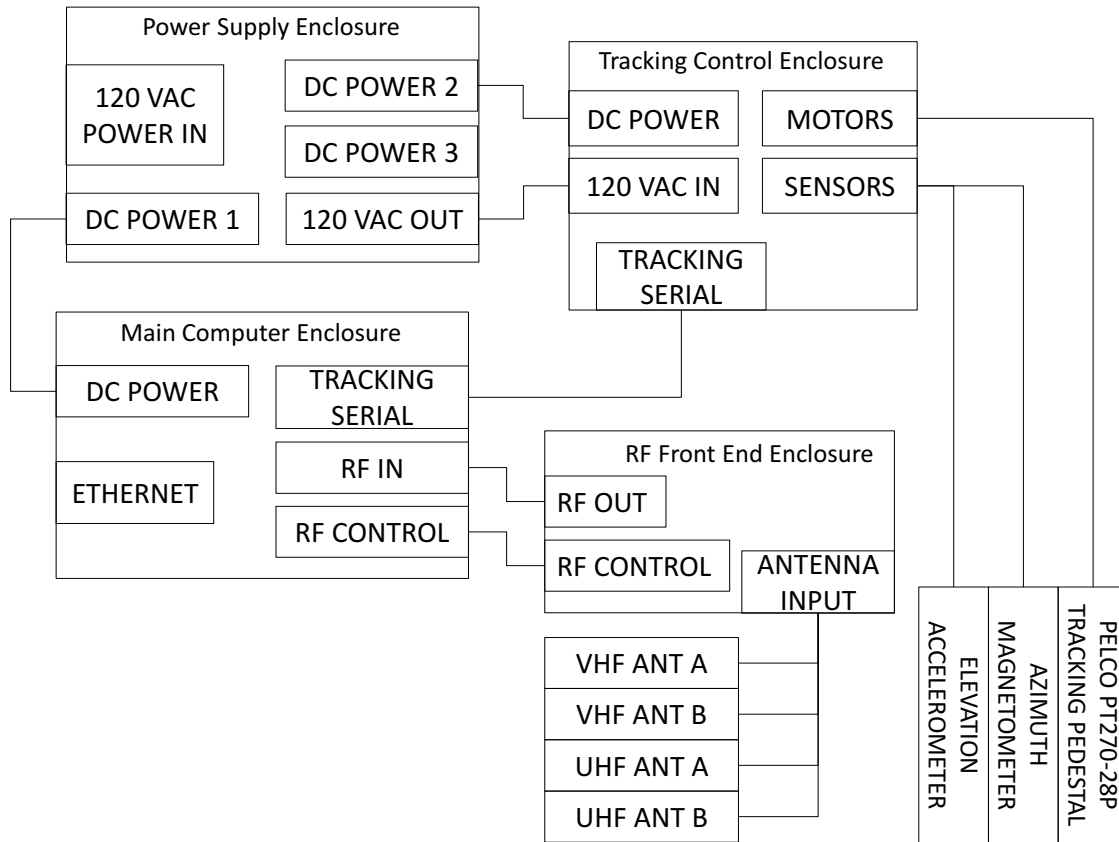 Power Supply Enclosure
120 VAC
POWER IN
DC POWER 2
DC POWER 3
DC POWER 1
120 VAC OUT
Tracking Control Enclosure
DC POWER
MOTORS
120 VAC IN
SENSORS
TRACKING
SERIAL
Main Computer Enclosure
DC POWER
TRACKING
SERIAL
RF IN
ETHERNET
RF CONTROL
RF Front End Enclosure
RF OUT
RF CONTROL
ANTENNA
INPUT
VHF ANT A
VHF ANT B
UHF ANT A
UHF ANT B
ELEVATION
ACCELEROMETER
AZIMUTH
MAGNETOMETER
PELCO PT270-28P
TRACKING PEDESTAL